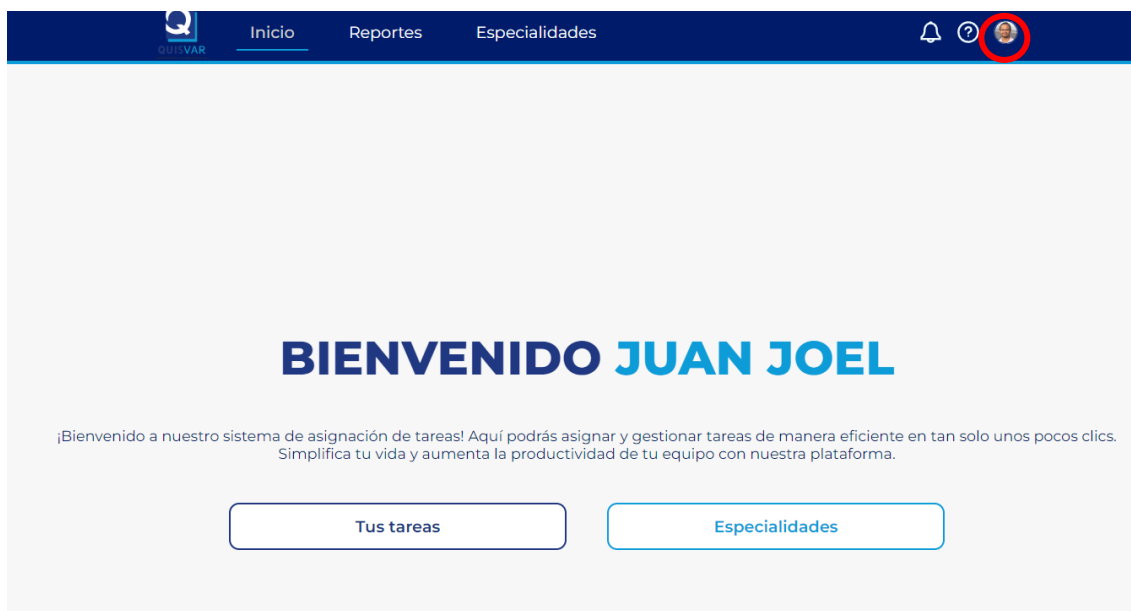 Q
QUISVAR
Inicio
Reportes
Especialidades
BIENVENIDO JUAN JOEL
¡Bienvenido a nuestro sistema de asignación de tareas! Aquí podrás asignar y gestionar tareas de manera eficiente en tan solo unos pocos clics.
Simplifica tu vida y aumenta la productividad de tu equipo con nuestra plataforma.
Tus tareas
Especialidades